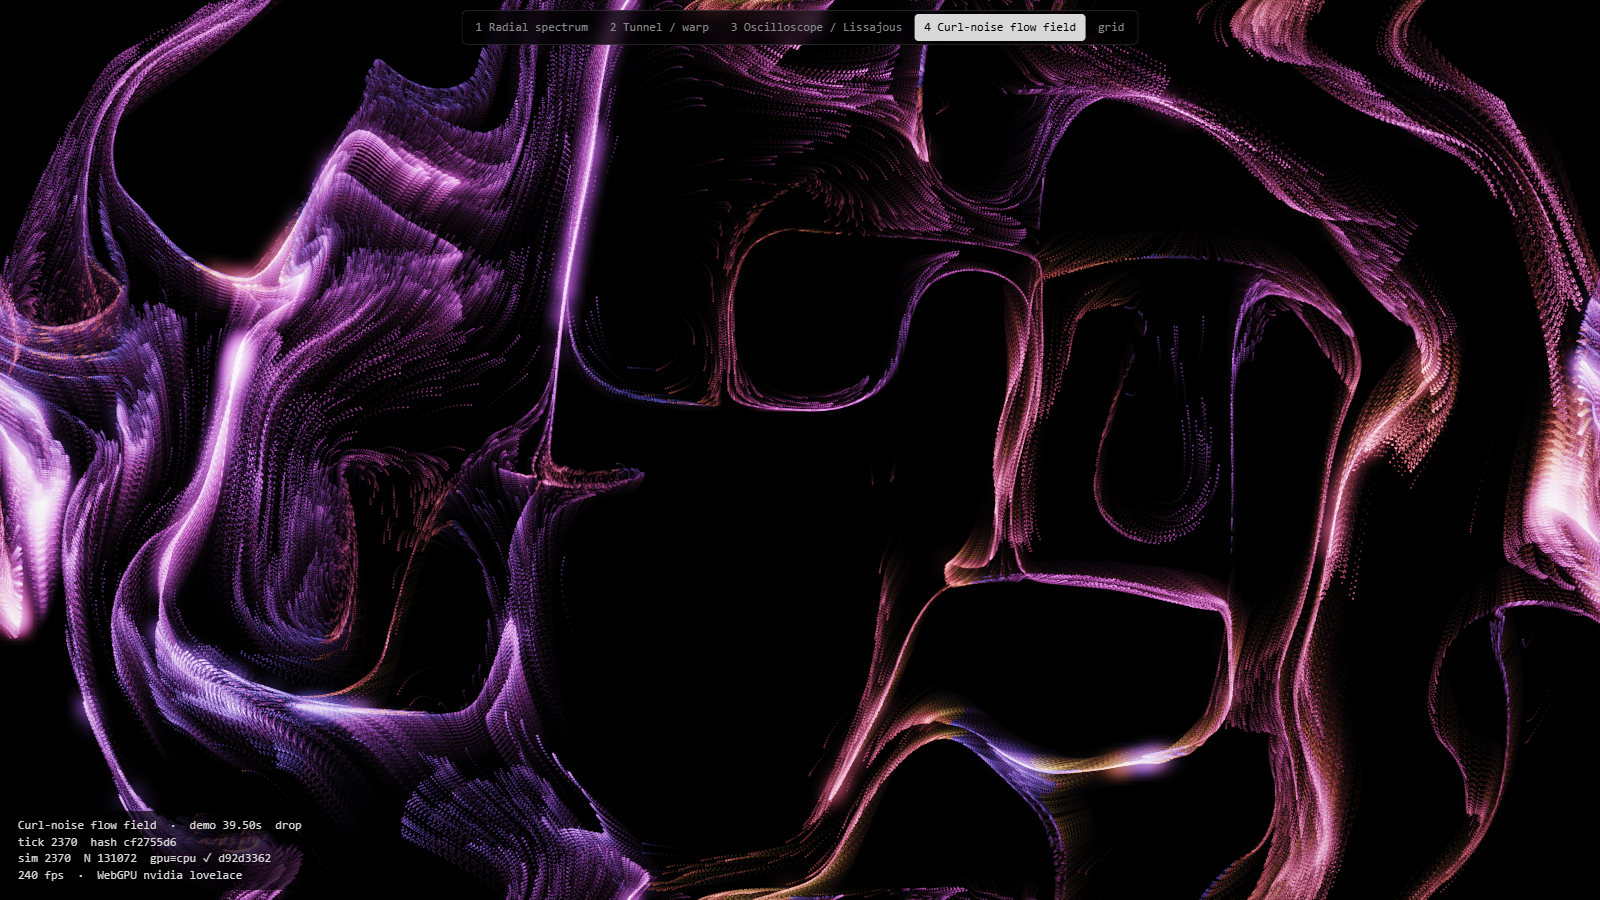 1 Radial spectrum 2 Tunnel / warp 3 Oscilloscope / Lissajous 4 Curl-noise flow field grid
Curl-noise flow field · demo 39.50s drop
tick 2370 hash cf2755d6
sim 2370 N 131072 gpu≡cpu ✓ d92d3362
240 fps · WebGPU nvidia lovelace